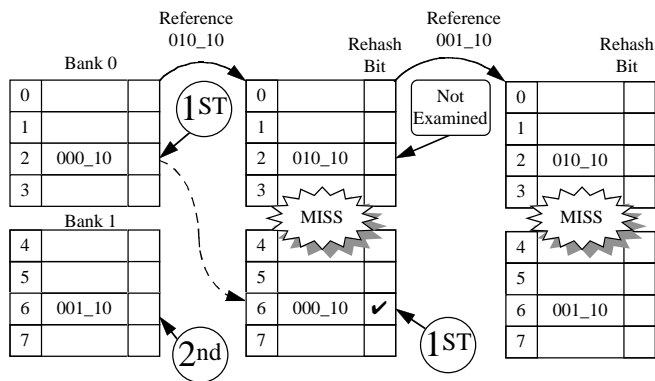 Reference
010_10
Reference
001_10
Bank 0
Rehash
Bit
Rehash
Bit
0
1
2 000_10
3
1ST
Bank 1
4
5
6 001_10
7
2nd
0
1
2 010_10
3
Not
Examined
MISS
4
5
6 000_10 ✔
7
1ST
0
1
2 010_10
3
MISS
4
5
6 001_10
7